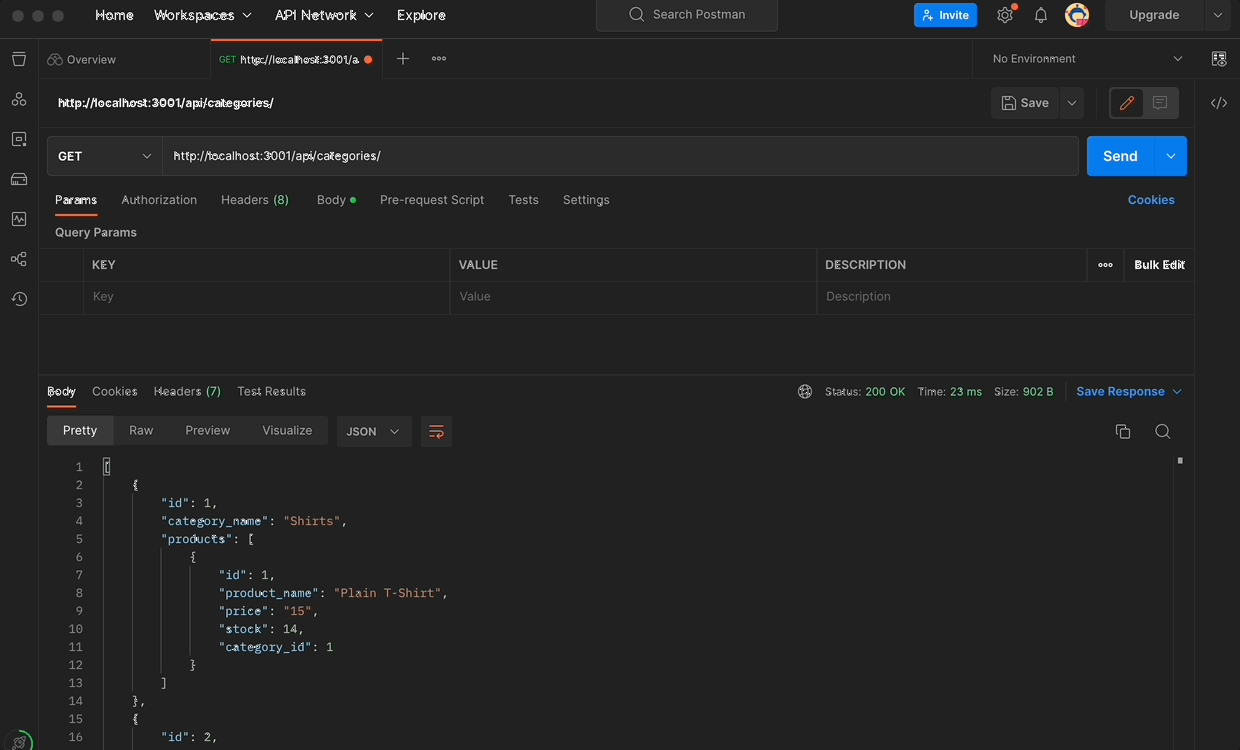 Home Workspaces API Network Explore Search Postman Invite Upgrade
Overview GET http://localhost:3001/a No Environment
http://localhost:3001/api/categories/ Save
GET http://localhost:3001/api/categories/ Send
Params Authorization Headers (8) Body Pre-request Script Tests Settings Cookies
Query Params
KEY VALUE DESCRIPTION Bulk Edit
Key Value Description
Body Cookies Headers (7) Test Results Status: 200 OK Time: 23 ms Size: 902 B Save Response
Pretty Raw Preview Visualize JSON
1 [
2 {
3 "id": 1,
4 "category_name": "Shirts",
5 "products": [
6 {
7 "id": 1,
8 "product_name": "Plain T-Shirt",
9 "price": "15",
10 "stock": 14,
11 "category_id": 1
12 }
13 ]
14 },
15 {
16 "id": 2,